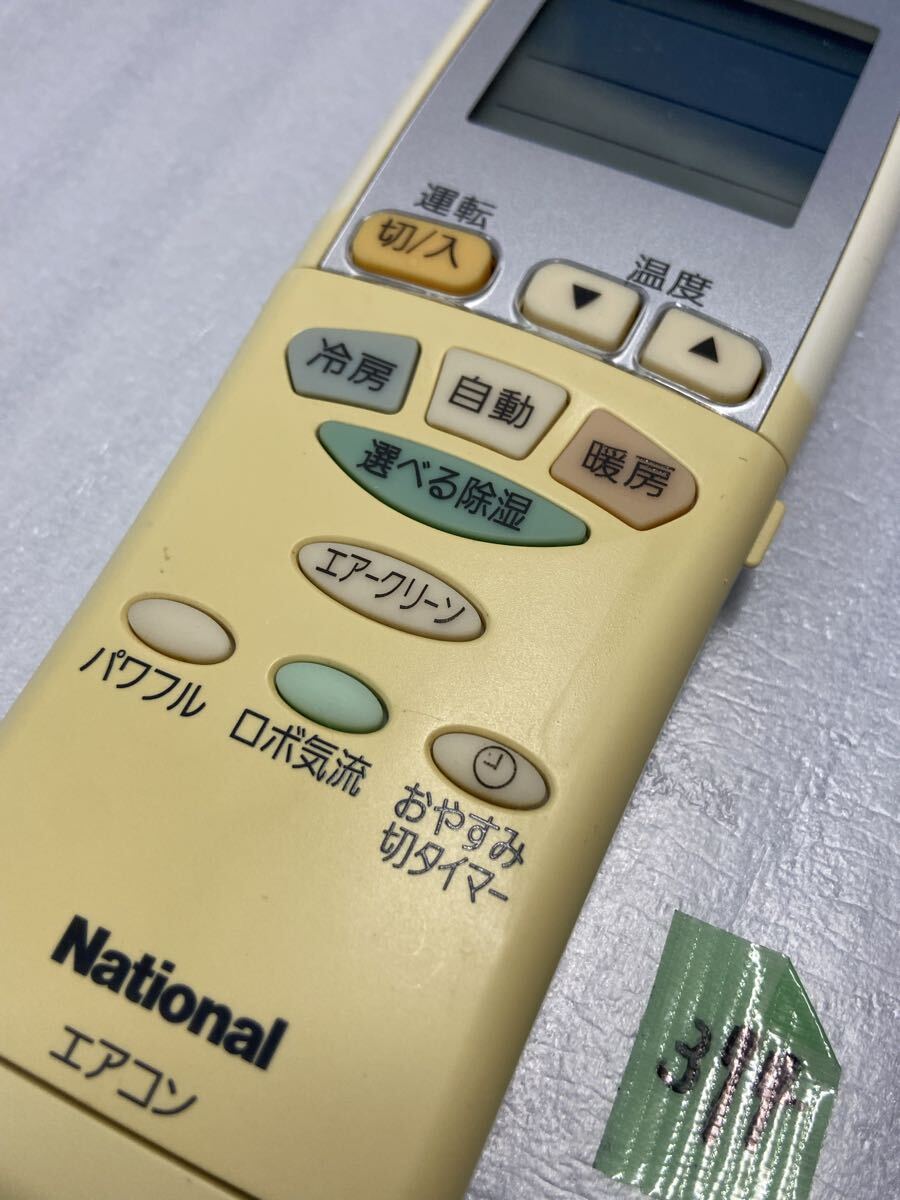 運転
切/入
温度
▼
▲
冷房
自動
暖房
選べる除湿
エアークリーン
パワフル
ロボ気流
おやすみ
切タイマー
National
エアコン